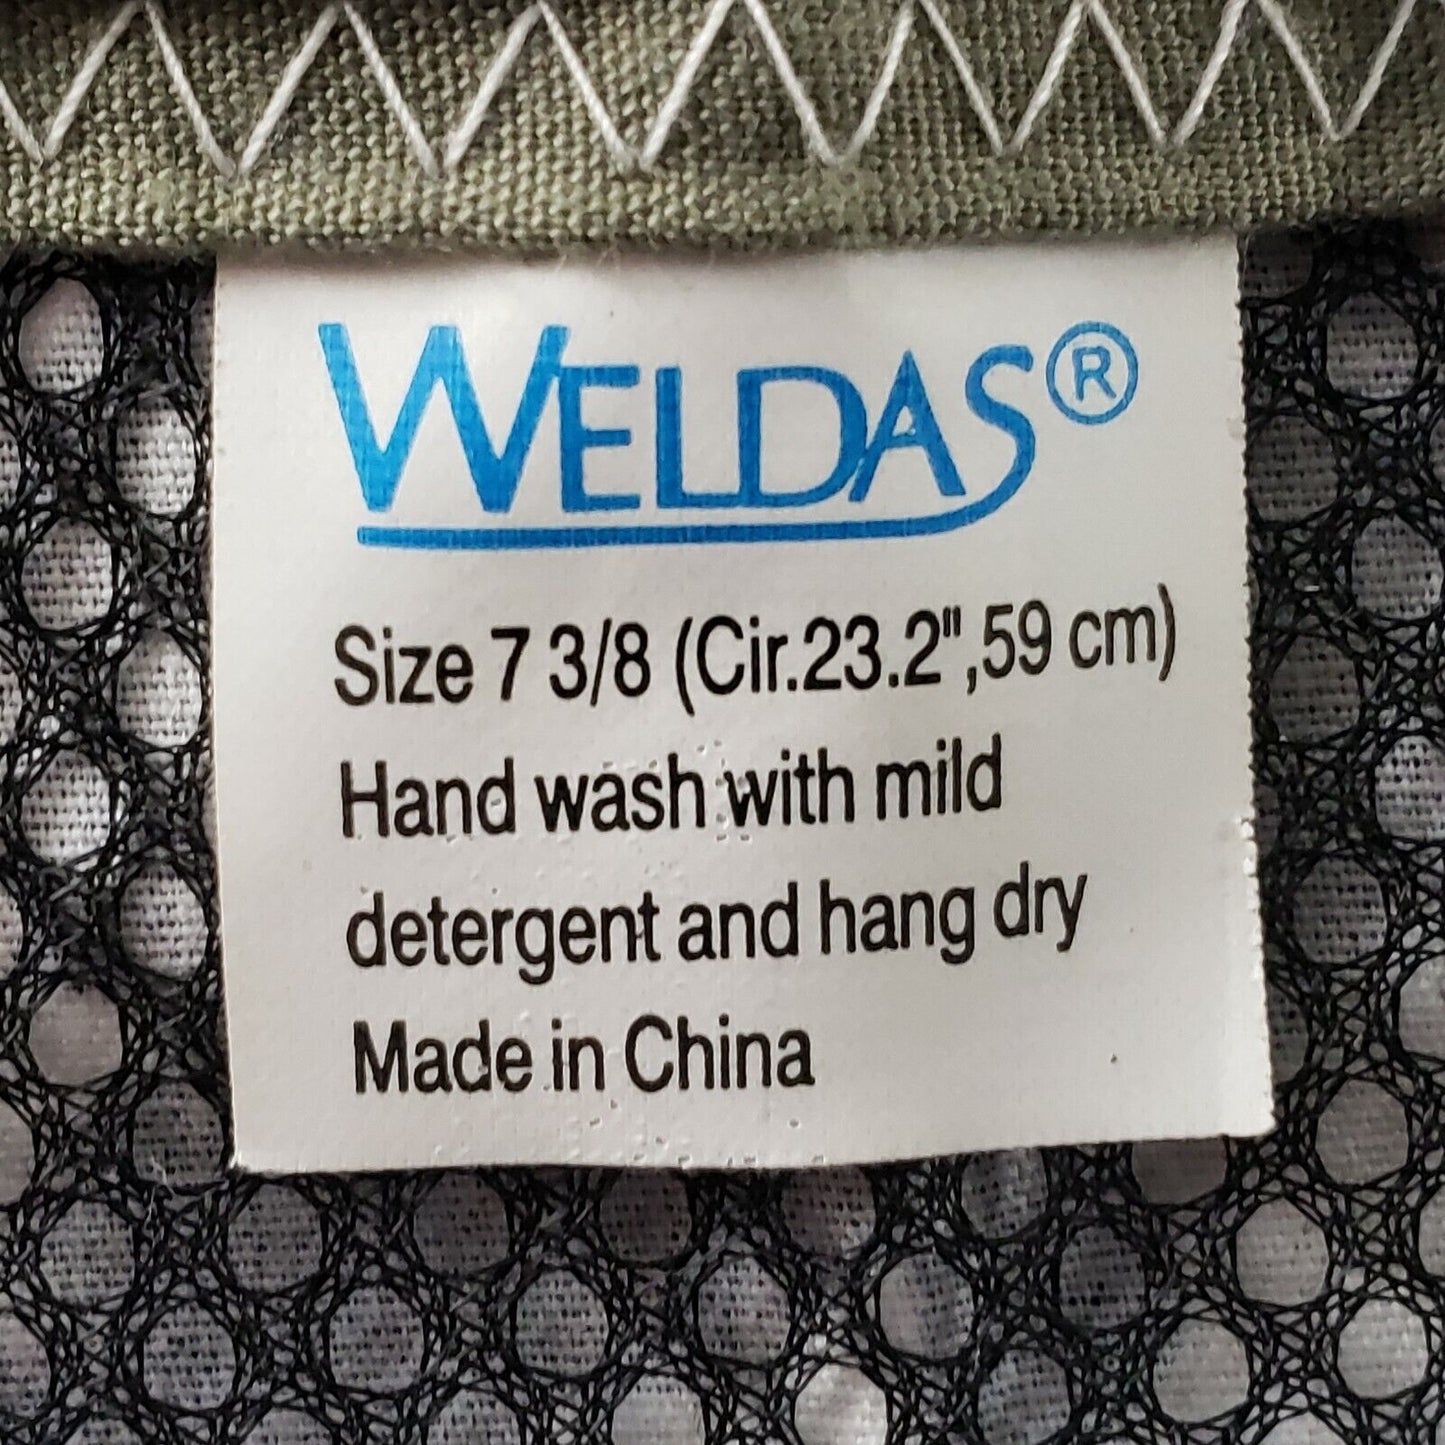 WELDAS®
Size 7 3/8 (Cir.23.2",59 cm)
Hand wash with mild
detergent and hang dry
Made in China